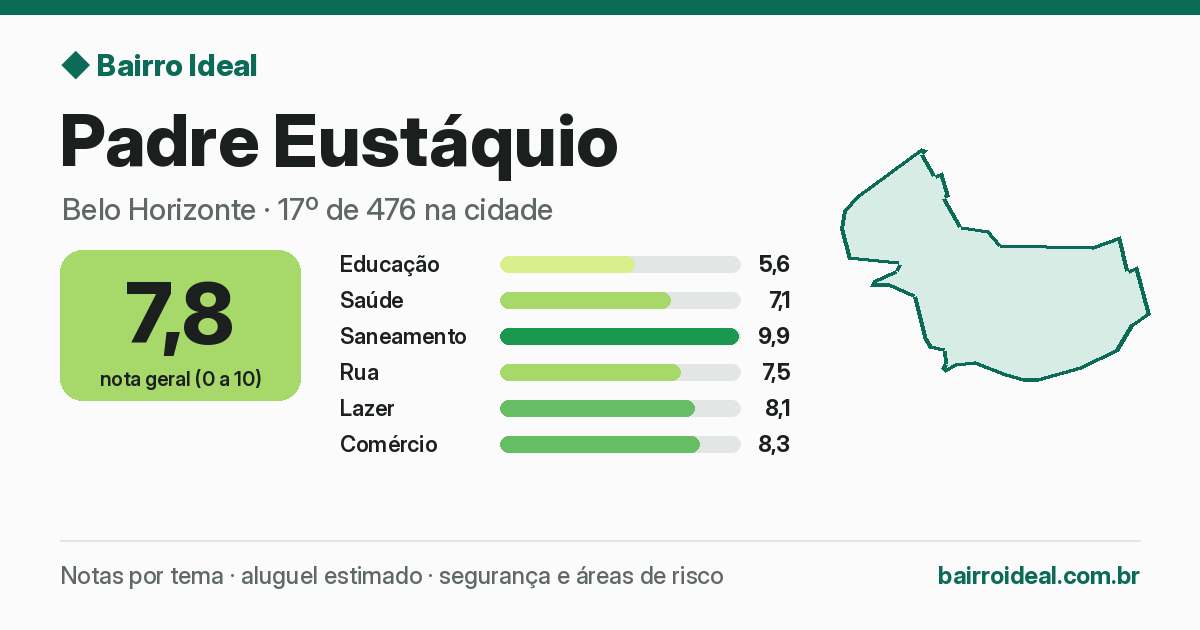 Bairro Ideal
Padre Eustáquio
Belo Horizonte · 17º de 476 na cidade
7,8
nota geral (0 a 10)
Educação 5,6
Saúde 7,1
Saneamento 9,9
Rua 7,5
Lazer 8,1
Comércio 8,3
Notas por tema · aluguel estimado · segurança e áreas de risco
bairroideal.com.br